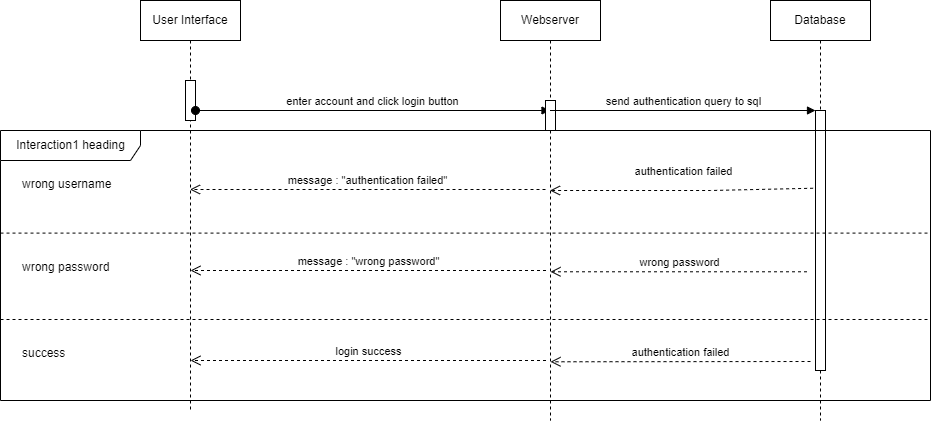 User Interface
Webserver
Database
enter account and click login button
send authentication query to sql
Interaction1 heading
wrong username
message : "authentication failed"
authentication failed
wrong password
message : "wrong password"
wrong password
success
login success
authentication failed